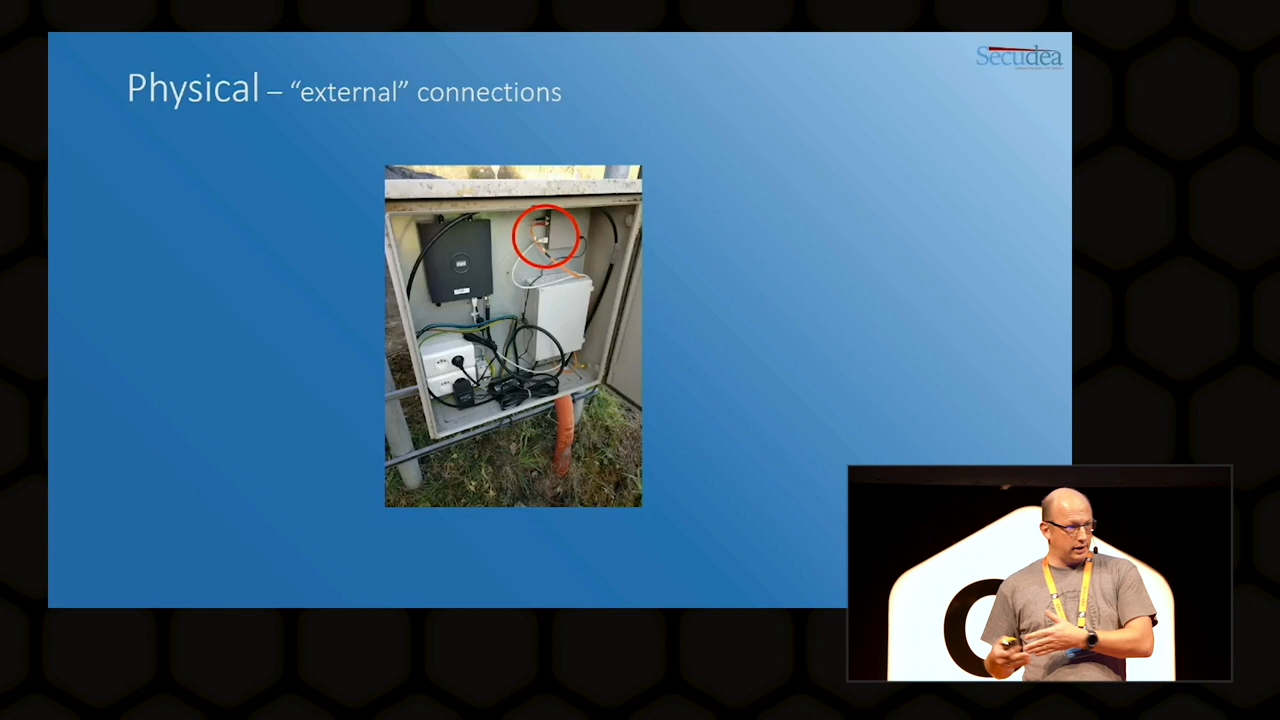 Secudea
Physical – “external” connections